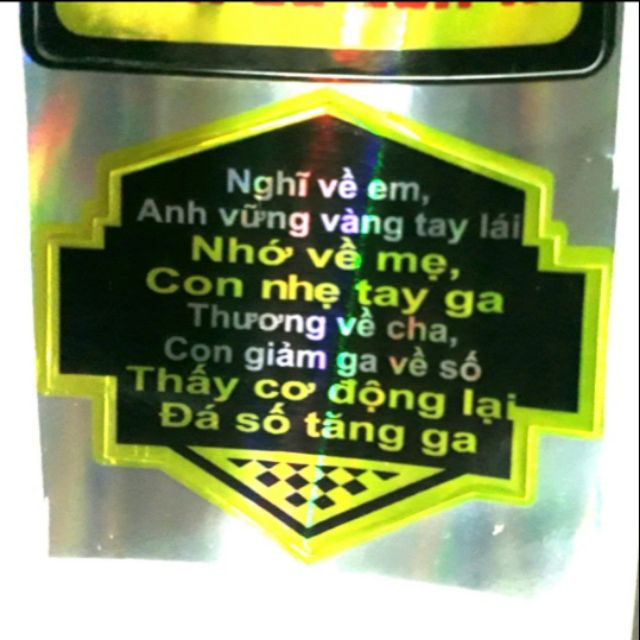 Nghĩ về em,
Anh vững vàng tay lái
Nhớ về mẹ,
Con nhẹ tay ga
Thương về cha,
Con giảm ga về số
Thấy cơ động lại
Đá số tăng ga